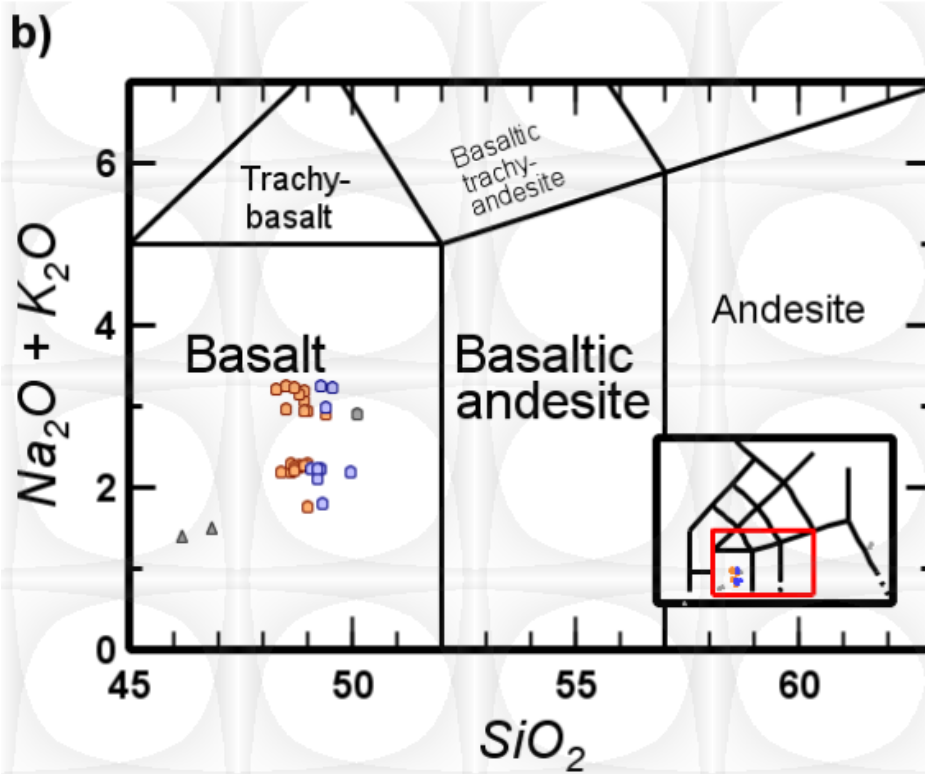 b)
Na₂O + K₂O
6
4
2
0
Trachy-
basalt
Basaltic
trachy-
andesite
Andesite
Basalt
Basaltic
andesite
45
50
55
60
SiO₂